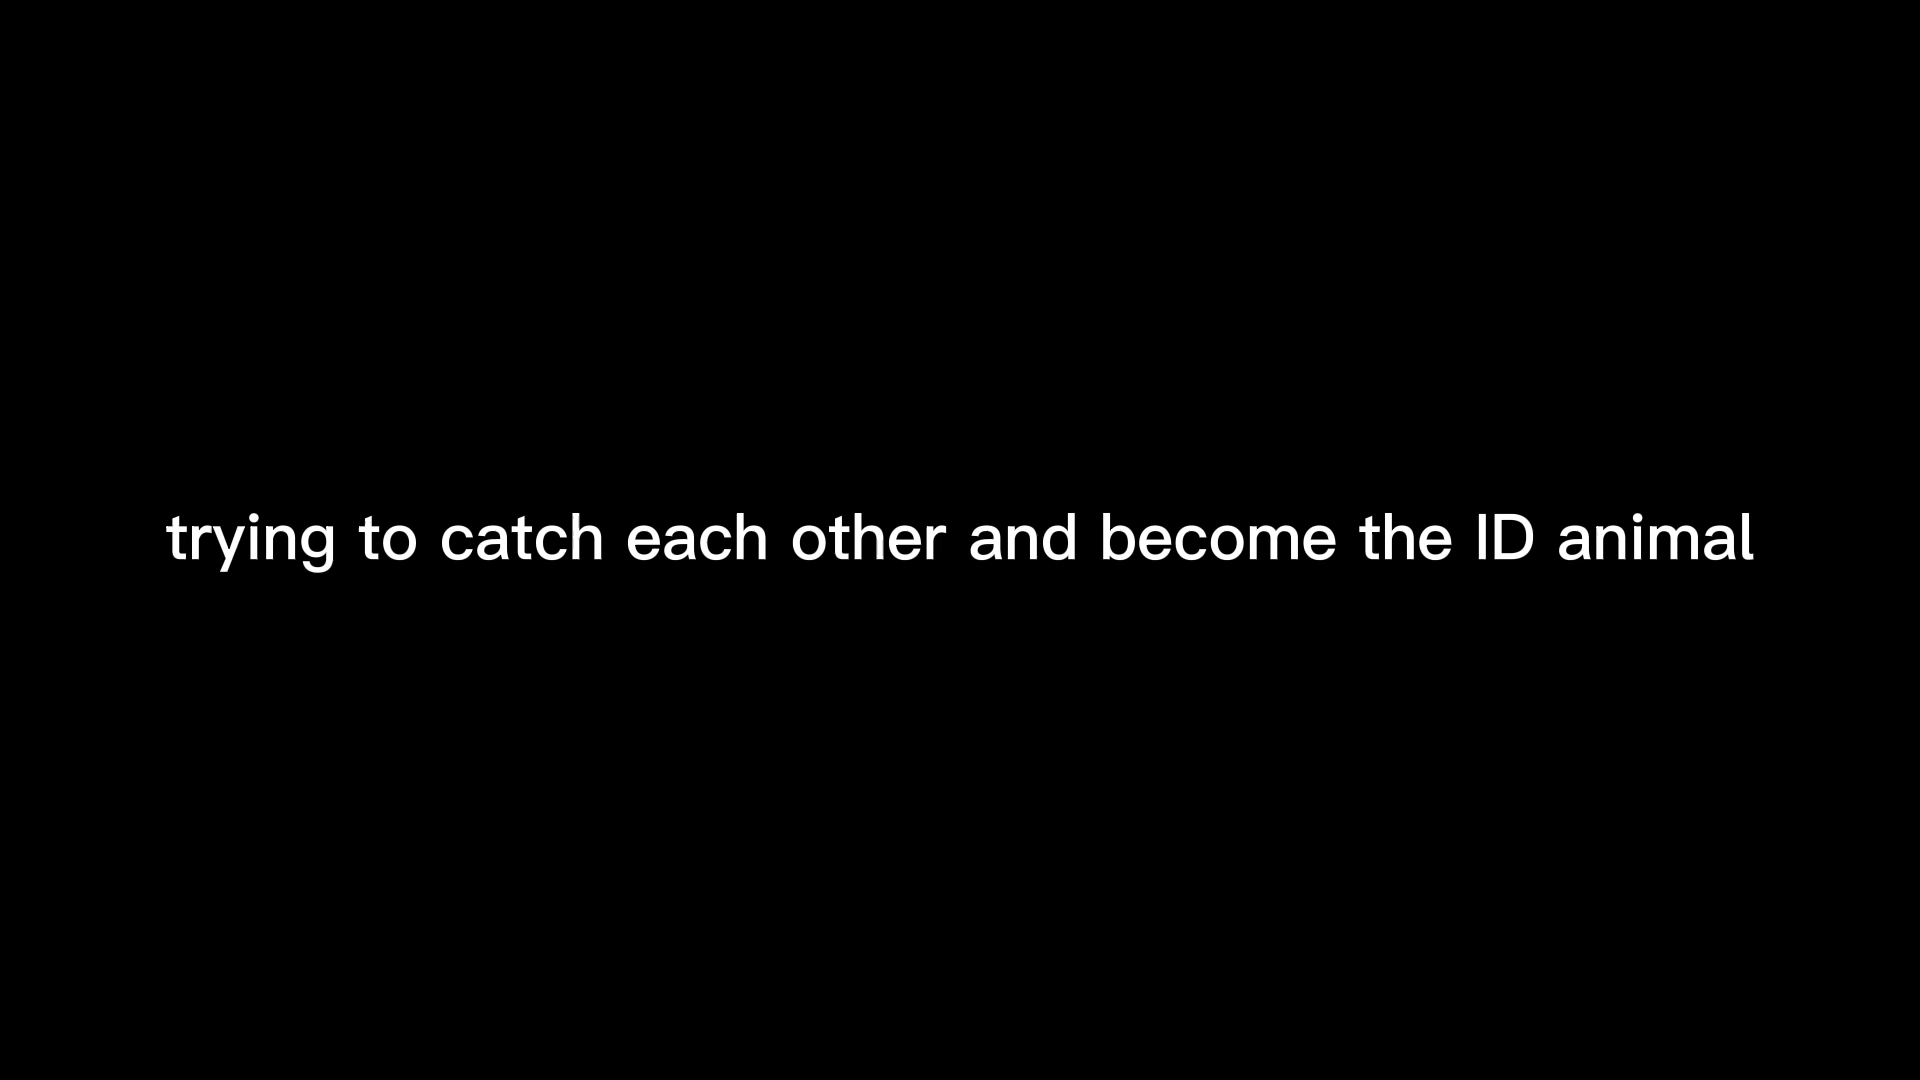 trying to catch each other and become the ID animal